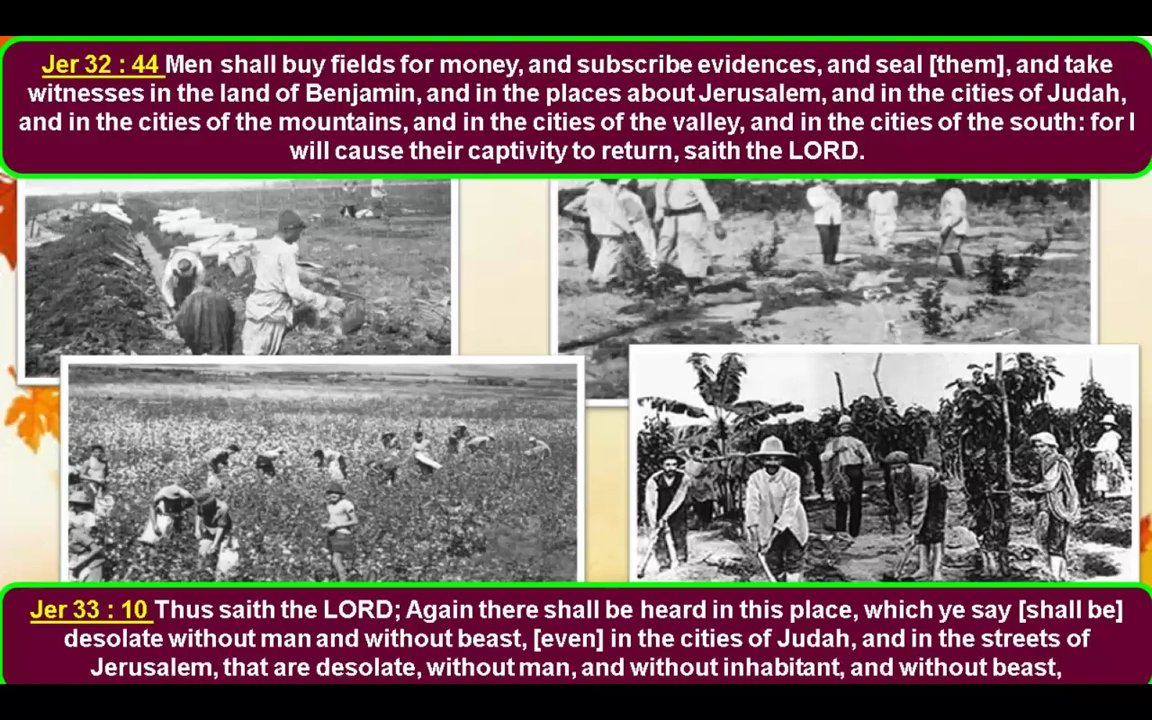 Jer 32 : 44 Men shall buy fields for money, and subscribe evidences, and seal [them], and take
witnesses in the land of Benjamin, and in the places about Jerusalem, and in the cities of Judah,
and in the cities of the mountains, and in the cities of the valley, and in the cities of the south: for I
will cause their captivity to return, saith the LORD.
Jer 33 : 10 Thus saith the LORD; Again there shall be heard in this place, which ye say [shall be]
desolate without man and without beast, [even] in the cities of Judah, and in the streets of
Jerusalem, that are desolate, without man, and without inhabitant, and without beast,